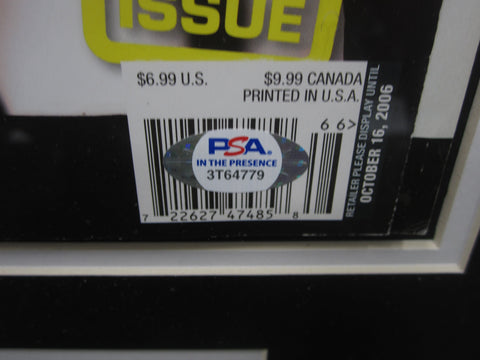 ISSUE
$6.99 U.S. $9.99 CANADA
PRINTED IN U.S.A.
6 6>
PSA
IN THE PRESENCE
3T64779
7 22627 47485 8
RETAILER PLEASE DISPLAY UNTIL
OCTOBER 16, 2006